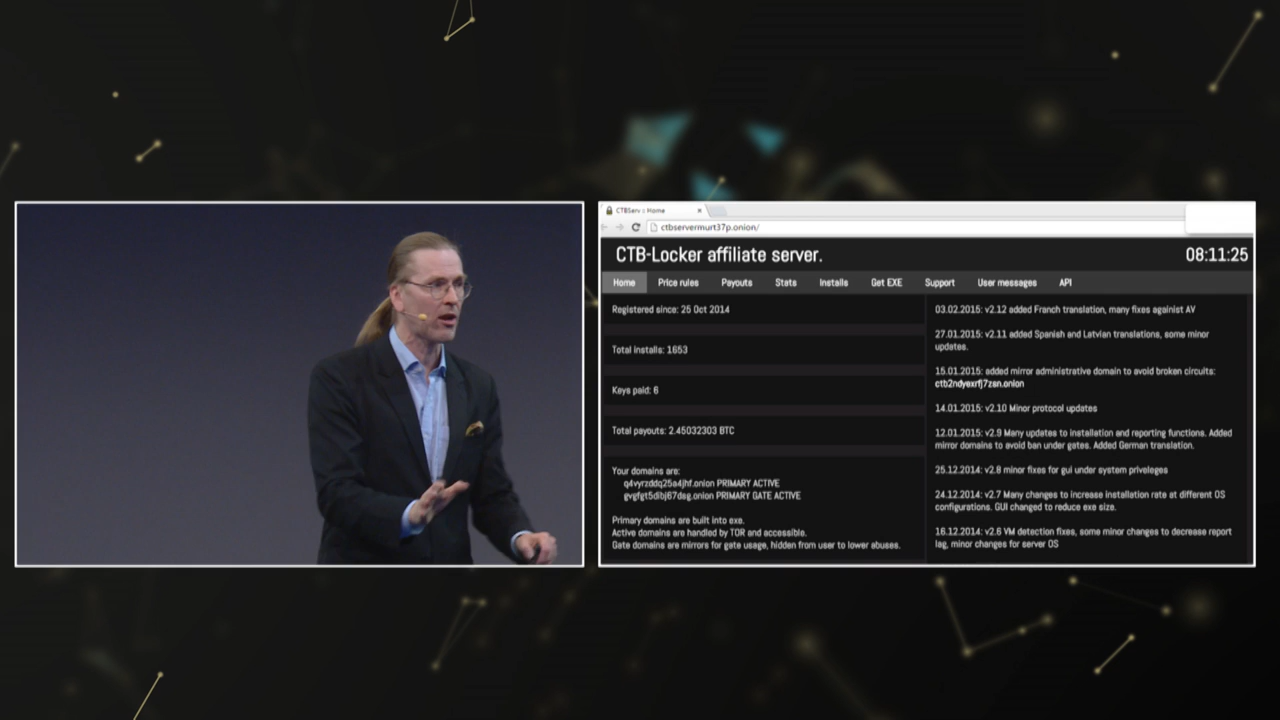 CTBServ :: Home
ctbservermurt37p.onion/
CTB-Locker affiliate server.
08:11:25
Home Price rules Payouts Stats Installs Get EXE Support User messages API
Registered since: 25 Oct 2014
Total installs: 1653
Keys paid: 6
Total payouts: 2.45032303 BTC
Your domains are:
q4vyrzddq25a4jhf.onion PRIMARY ACTIVE
gvgfgt5dibj67dsg.onion PRIMARY GATE ACTIVE
Primary domains are built into exe.
Active domains are handled by TOR and accessible.
Gate domains are mirrors for gate usage, hidden from user to lower abuses.
03.02.2015: v2.12 added French translation, many fixes againist AV
27.01.2015: v2.11 added Spanish and Latvian translations, some minor
updates.
15.01.2015: added mirror administrative domain to avoid broken circuits:
ctb2ndyexrfj7zsn.onion
14.01.2015: v2.10 Minor protocol updates
12.01.2015: v2.9 Many updates to installation and reporting functions. Added
mirror domains to avoid ban under gates. Added German translation.
25.12.2014: v2.8 minor fixes for gui under system priveleges
24.12.2014: v2.7 Many changes to increase installation rate at different OS
configurations. GUI changed to reduce exe size.
16.12.2014: v2.6 VM detection fixes, some minor changes to decrease report
lag, minor changes for server OS